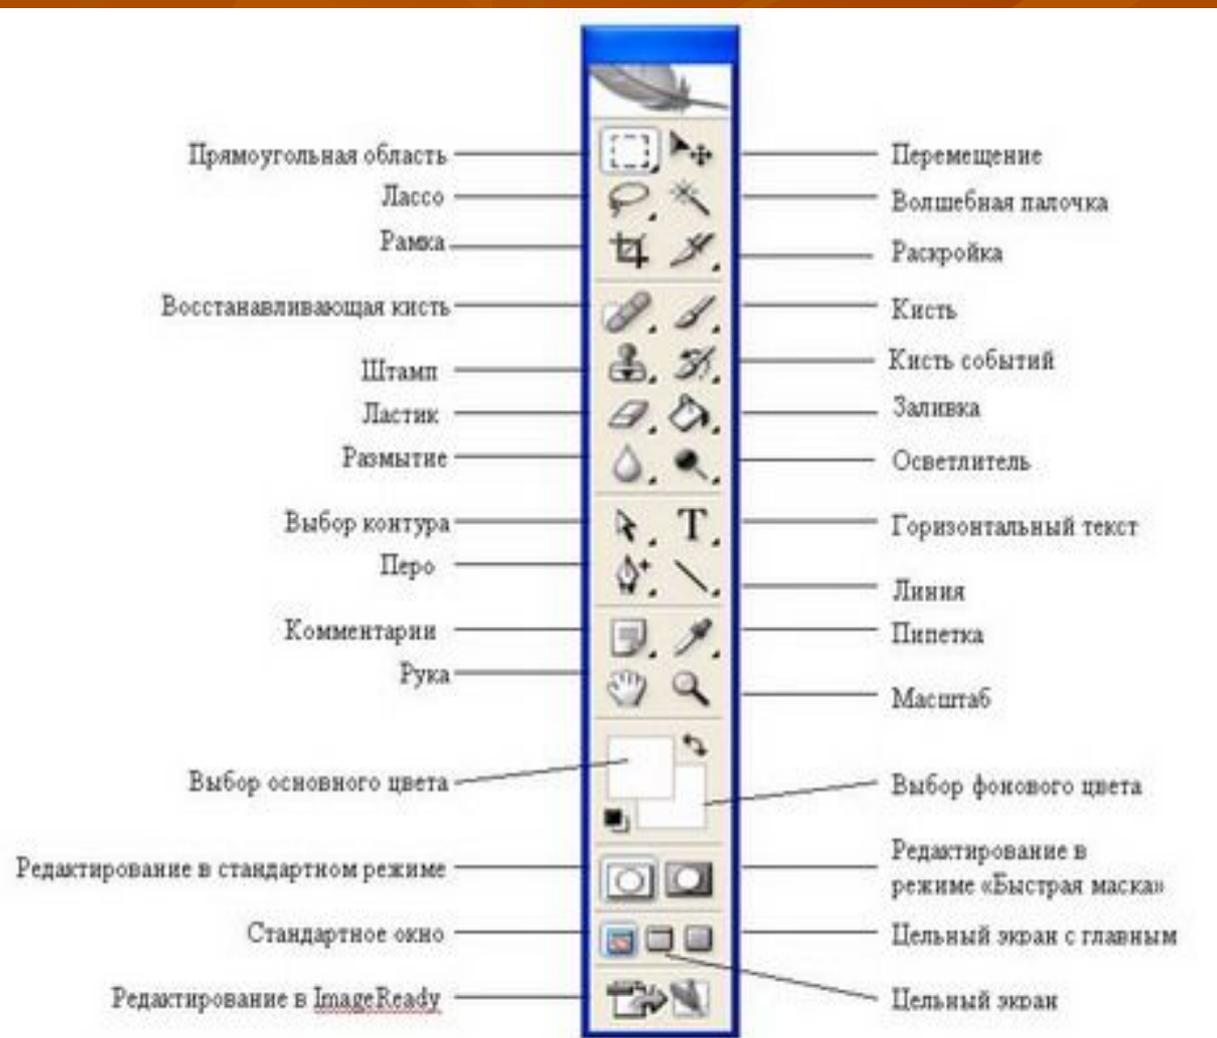 Прямоугольная область
Перемещение
Лассо
Волшебная палочка
Рамка
Раскройка
Восстанавливающая кисть
Кисть
Штамп
Кисть событий
Ластик
Заливка
Размытие
Осветлитель
Выбор контура
T
Горизонтальный текст
Перо
Линия
Комментарии
Пипетка
Рука
Масштаб
Выбор основного цвета
Выбор фонового цвета
Редактирование в стандартном режиме
Редактирование в
режиме «Быстрая маска»
Стандартное окно
Цельный экран с главным
Редактирование в ImageReady
Цельный экран